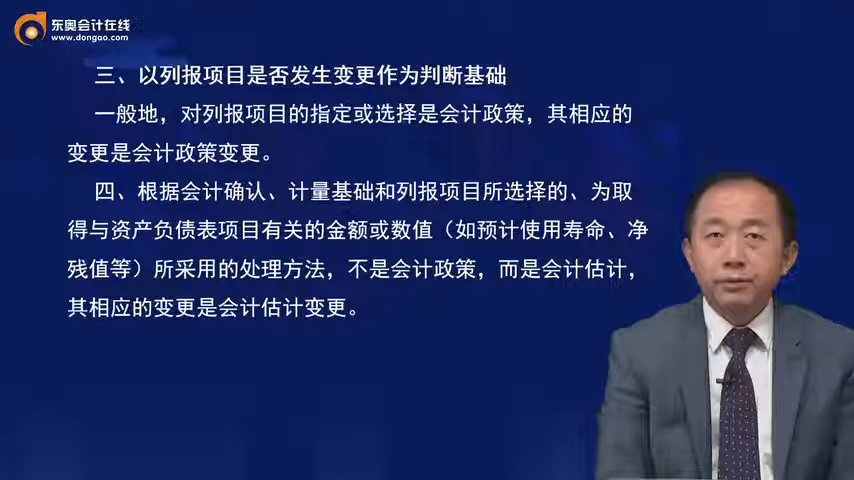 东奥会计在线
www.dongao.com
三、以列报项目是否发生变更作为判断基础
一般地，对列报项目的指定或选择是会计政策，其相应的
变更是会计政策变更。
四、根据会计确认、计量基础和列报项目所选择的、为取
得与资产负债表项目有关的金额或数值（如预计使用寿命、净
残值等）所采用的处理方法，不是会计政策，而是会计估计，
其相应的变更是会计估计变更。